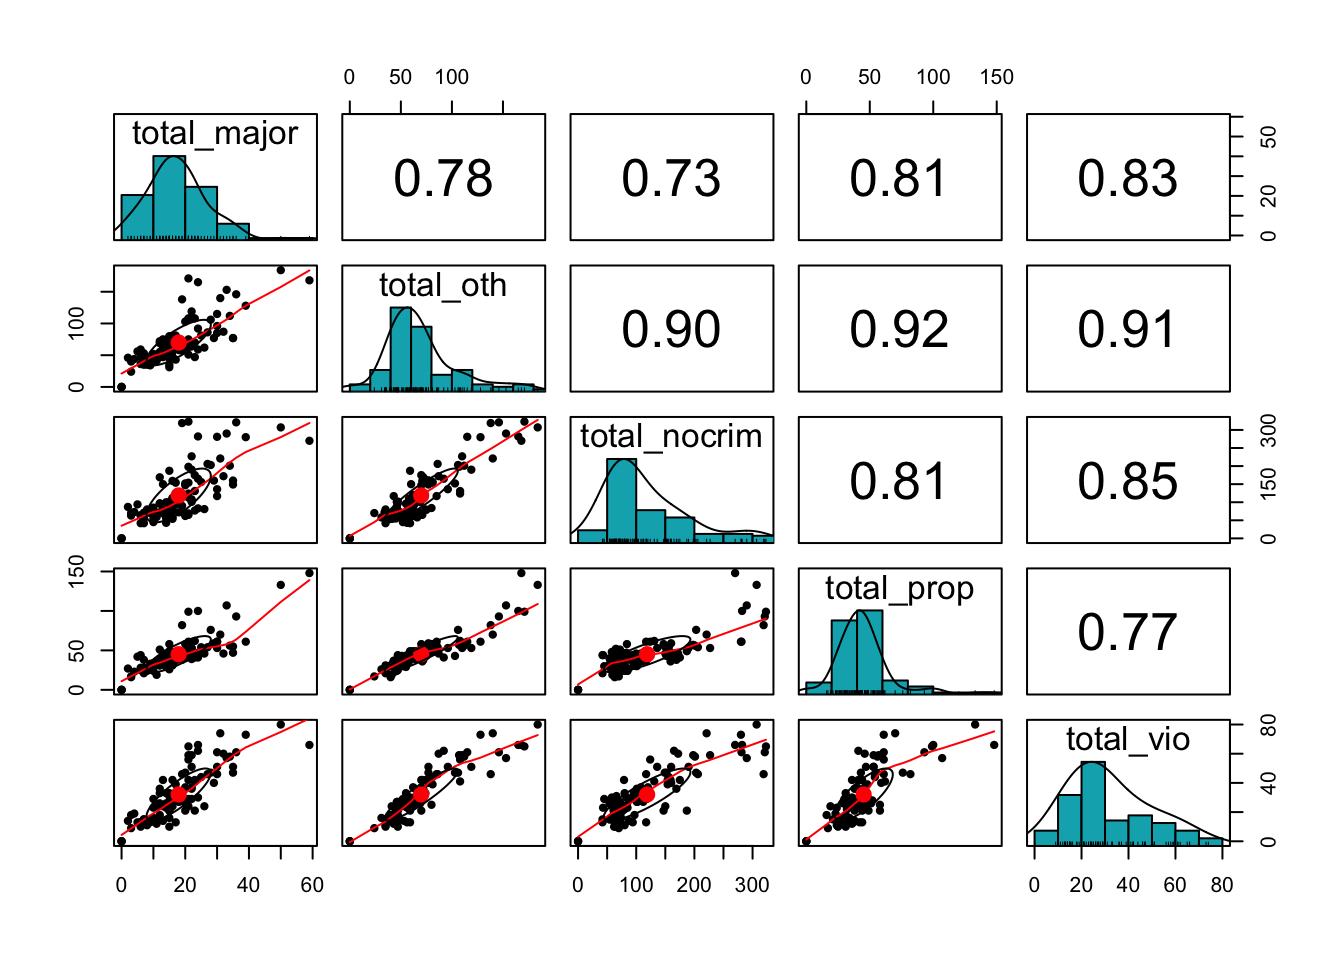 0 50 100 0 50 100 150
total_major 0.78 0.73 0.81 0.83 0 20 50
0 100 total_oth 0.90 0.92 0.91
total_nocrim 0.81 0.85 0 150 300
0 50 150 total_prop 0.77
total_vio 0 40 80
0 20 40 60 0 100 200 300 0 20 40 60 80